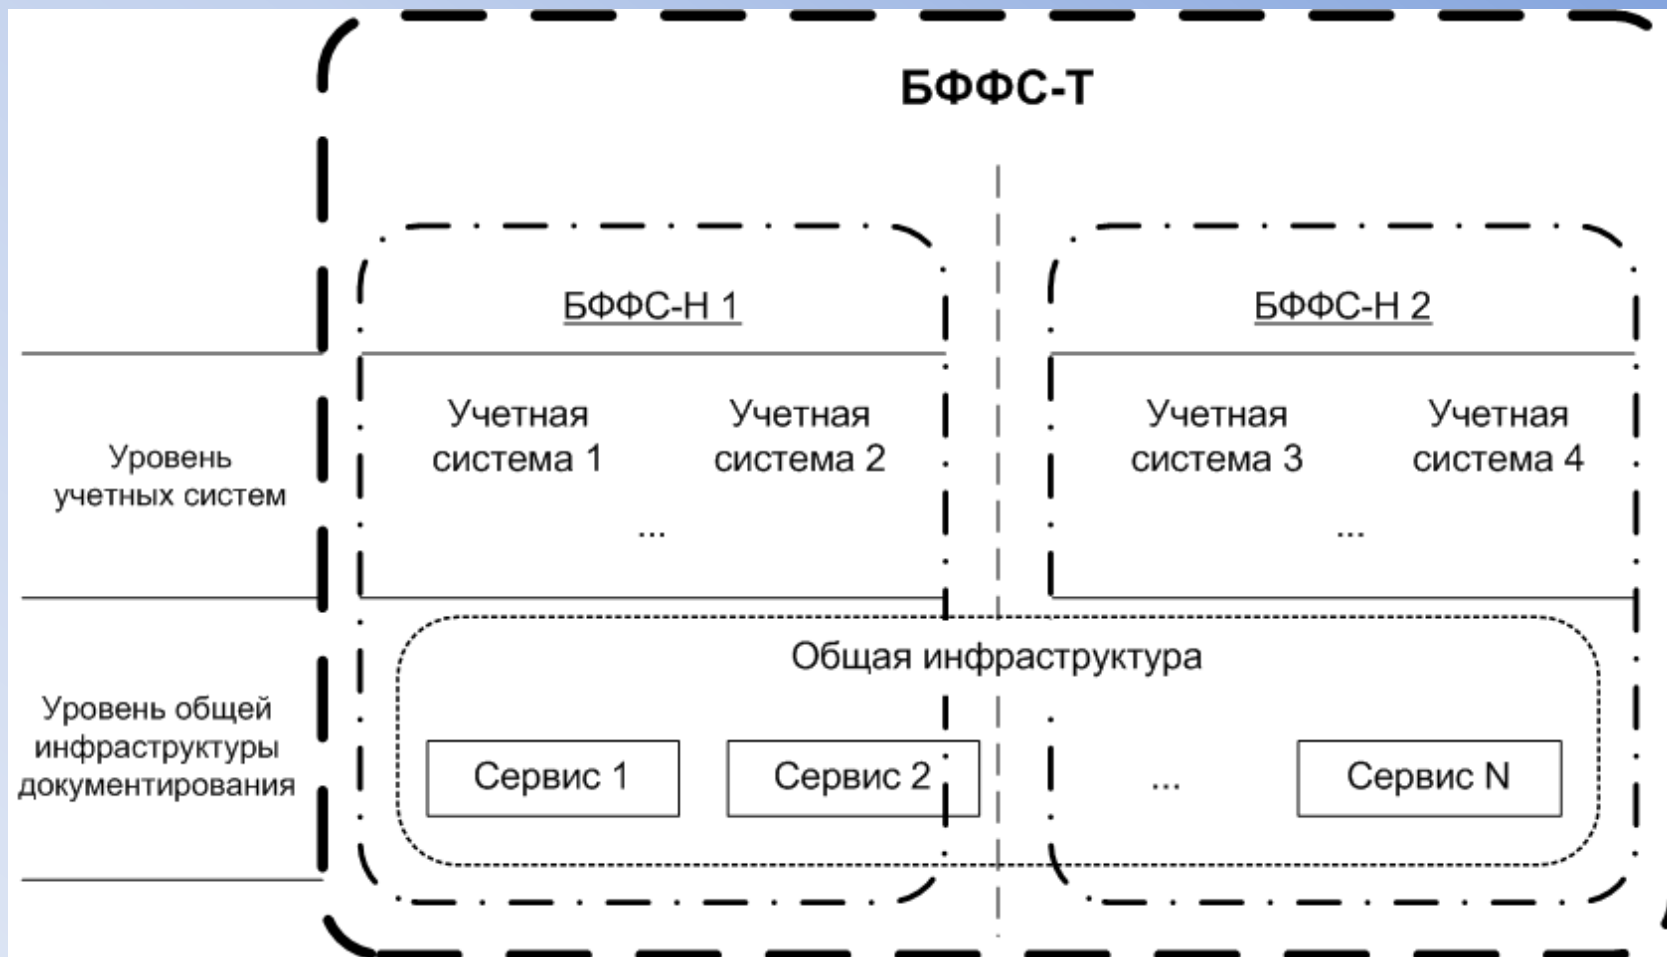 БФФС-Т
БФФС-Н 1
БФФС-Н 2
Уровень
учетных систем
Учетная
система 1
Учетная
система 2
...
Учетная
система 3
Учетная
система 4
...
Уровень общей
инфраструктуры
документирования
Общая инфраструктура
Сервис 1
Сервис 2
...
Сервис N